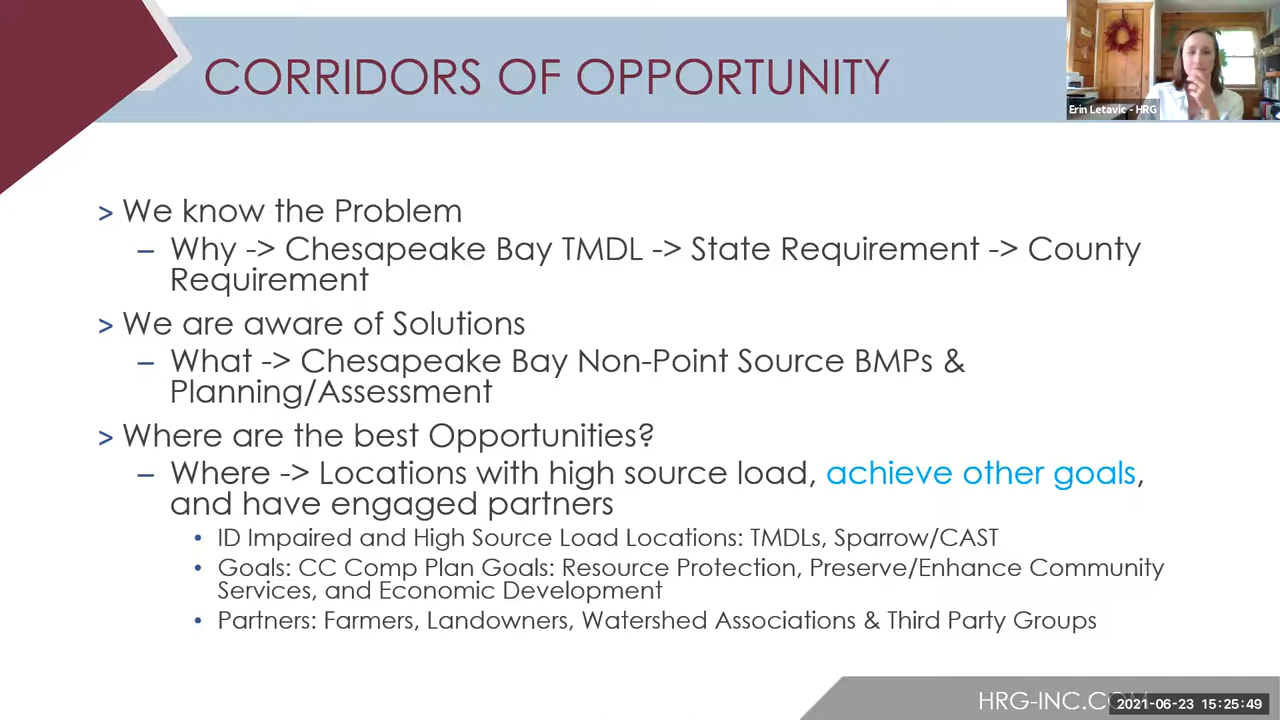 CORRIDORS OF OPPORTUNITY
Erin Letavic - HRG
> We know the Problem
– Why -> Chesapeake Bay TMDL -> State Requirement -> County
Requirement
> We are aware of Solutions
– What -> Chesapeake Bay Non-Point Source BMPs &
Planning/Assessment
> Where are the best Opportunities?
– Where -> Locations with high source load, achieve other goals,
and have engaged partners
• ID Impaired and High Source Load Locations: TMDLs, Sparrow/CAST
• Goals: CC Comp Plan Goals: Resource Protection, Preserve/Enhance Community
Services, and Economic Development
• Partners: Farmers, Landowners, Watershed Associations & Third Party Groups
HRG-INC.COM
2021-06-23 15:25:49